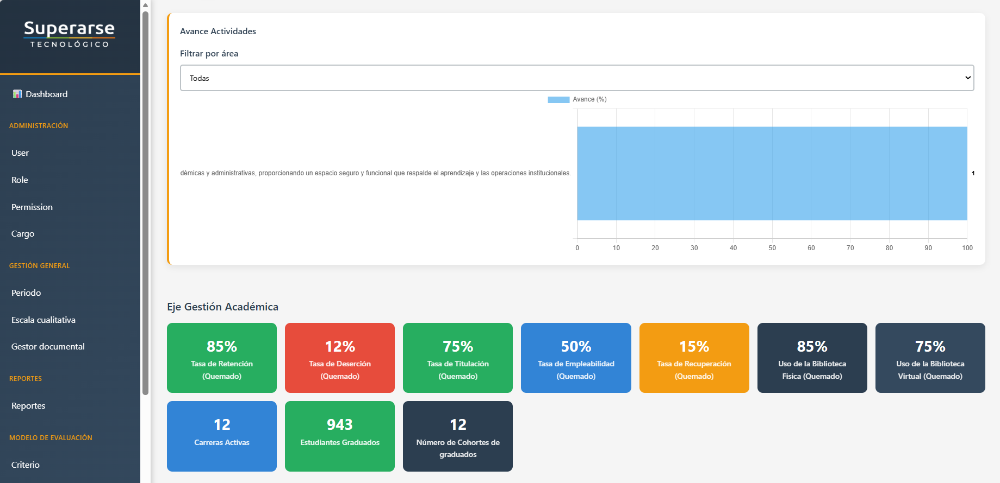 Superarse
TECNOLÓGICO
Dashboard
ADMINISTRACIÓN
User
Role
Permission
Cargo
GESTIÓN GENERAL
Periodo
Escala cualitativa
Gestor documental
REPORTES
Reportes
MODELO DE EVALUACIÓN
Criterio
Avance Actividades
Filtrar por área
Todas
Avance (%)
démicas y administrativas, proporcionando un espacio seguro y funcional que respalde el aprendizaje y las operaciones institucionales.
1
0 10 20 30 40 50 60 70 80 90 100
Eje Gestión Académica
85%
Tasa de Retención
(Quemado)
12%
Tasa de Deserción
(Quemado)
75%
Tasa de Titulación
(Quemado)
50%
Tasa de Empleabilidad
(Quemado)
15%
Tasa de Recuperación
(Quemado)
85%
Uso de la Biblioteca
Fisica (Quemado)
75%
Uso de la Biblioteca
Virtual (Quemado)
12
Carreras Activas
943
Estudiantes Graduados
12
Número de Cohortes de
graduados